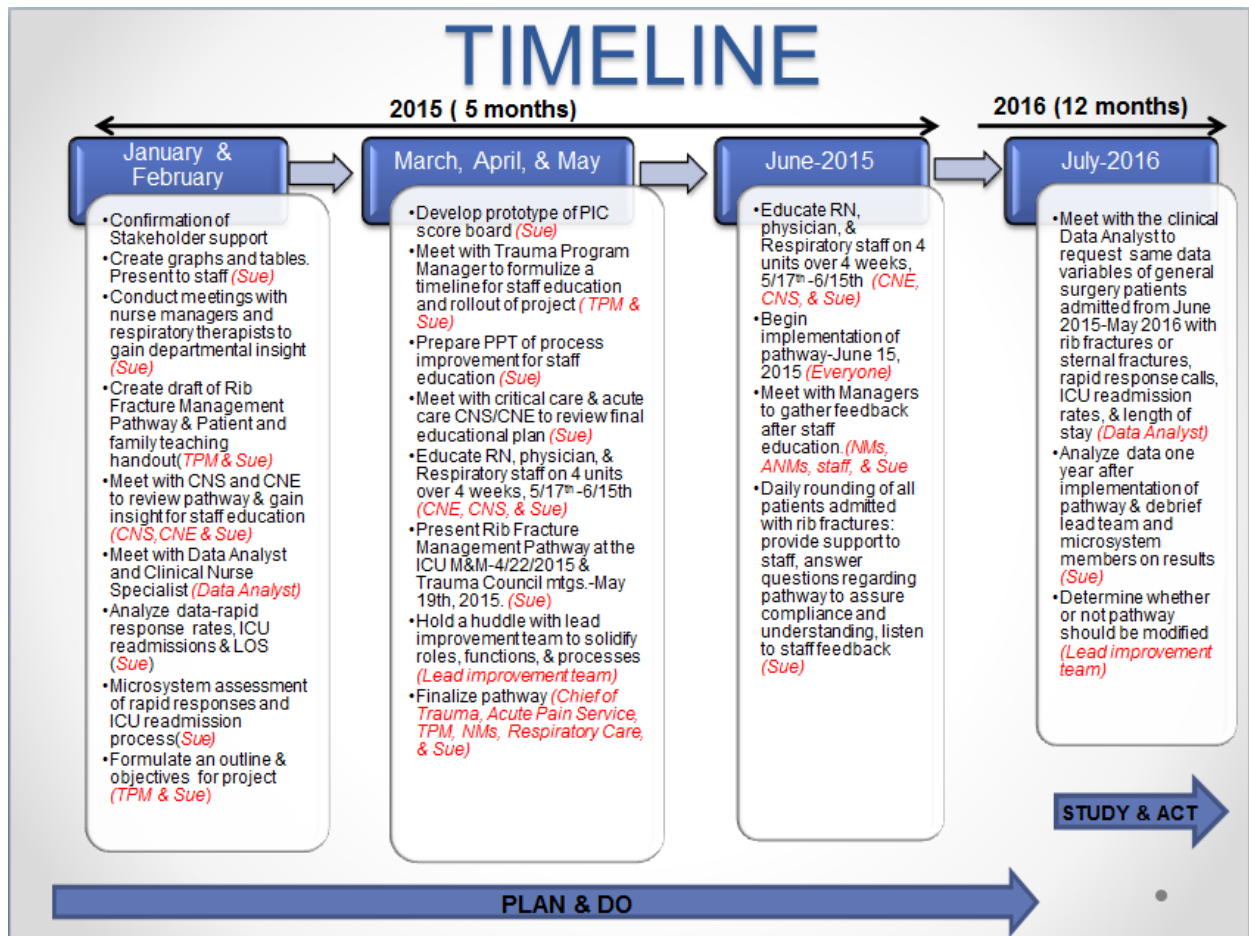 TIMELINE
2015 ( 5 months)
2016 (12 months)
January &
February
•Confirmation of
Stakeholder support
•Create graphs and tables.
Present to staff (Sue)
•Conduct meetings with
nurse managers and
respiratory therapists to
gain departmental insight
(Sue)
•Create draft of Rib
Fracture Management
Pathway & Patient and
family teaching
handout(TPM & Sue)
•Meet with CNS and CNE
to review pathway & gain
insight for staff education
(CNS,CNE & Sue)
•Meet with Data Analyst
and Clinical Nurse
Specialist (Data Analyst)
•Analyze data-rapid
response rates, ICU
readmissions & LOS
(Sue)
•Microsystem assessment
of rapid responses and
ICU readmission
process(Sue)
•Formulate an outline &
objectives for project
(TPM & Sue)
March, April, & May
•Develop prototype of PIC
score board (Sue)
•Meet with Trauma Program
Manager to formulize a
timeline for staff education
and rollout of project ( TPM &
Sue)
•Prepare PPT of process
improvement for staff
education (Sue)
•Meet with critical care & acute
care CNS/CNE to review final
educational plan (Sue)
•Educate RN, physician, &
Respiratory staff on 4 units
over 4 weeks, 5/17th -6/15th
(CNE, CNS, & Sue)
•Present Rib Fracture
Management Pathway at the
ICU M&M-4/22/2015 &
Trauma Council mtgs.-May
19th, 2015. (Sue)
•Hold a huddle with lead
improvement team to solidify
roles, functions, & processes
(Lead improvement team)
•Finalize pathway (Chief of
Trauma, Acute Pain Service,
TPM, NMs, Respiratory Care,
& Sue)
June-2015
•Educate RN,
physician, &
Respiratory staff on 4
units over 4 weeks,
5/17th -6/15th (CNE,
CNS, & Sue)
•Begin
implementation of
pathway-June 15,
2015 (Everyone)
•Meet with Managers
to gather feedback
after staff
education.(NMs,
ANMs, staff, & Sue
•Daily rounding of all
patients admitted
with rib fractures:
provide support to
staff, answer
questions regarding
pathway to assure
compliance and
understanding, listen
to staff feedback
(Sue)
July-2016
•Meet with the clinical
Data Analyst to
request same data
variables of general
surgery patients
admitted from June
2015-May 2016 with
rib fractures or
sternal fractures,
rapid response calls,
ICU readmission
rates, & length of
stay (Data Analyst)
•Analyze data one
year after
implementation of
pathway & debrief
lead team and
microsystem
members on results
(Sue)
•Determine whether
or not pathway
should be modified
(Lead improvement
team)
STUDY & ACT
PLAN & DO